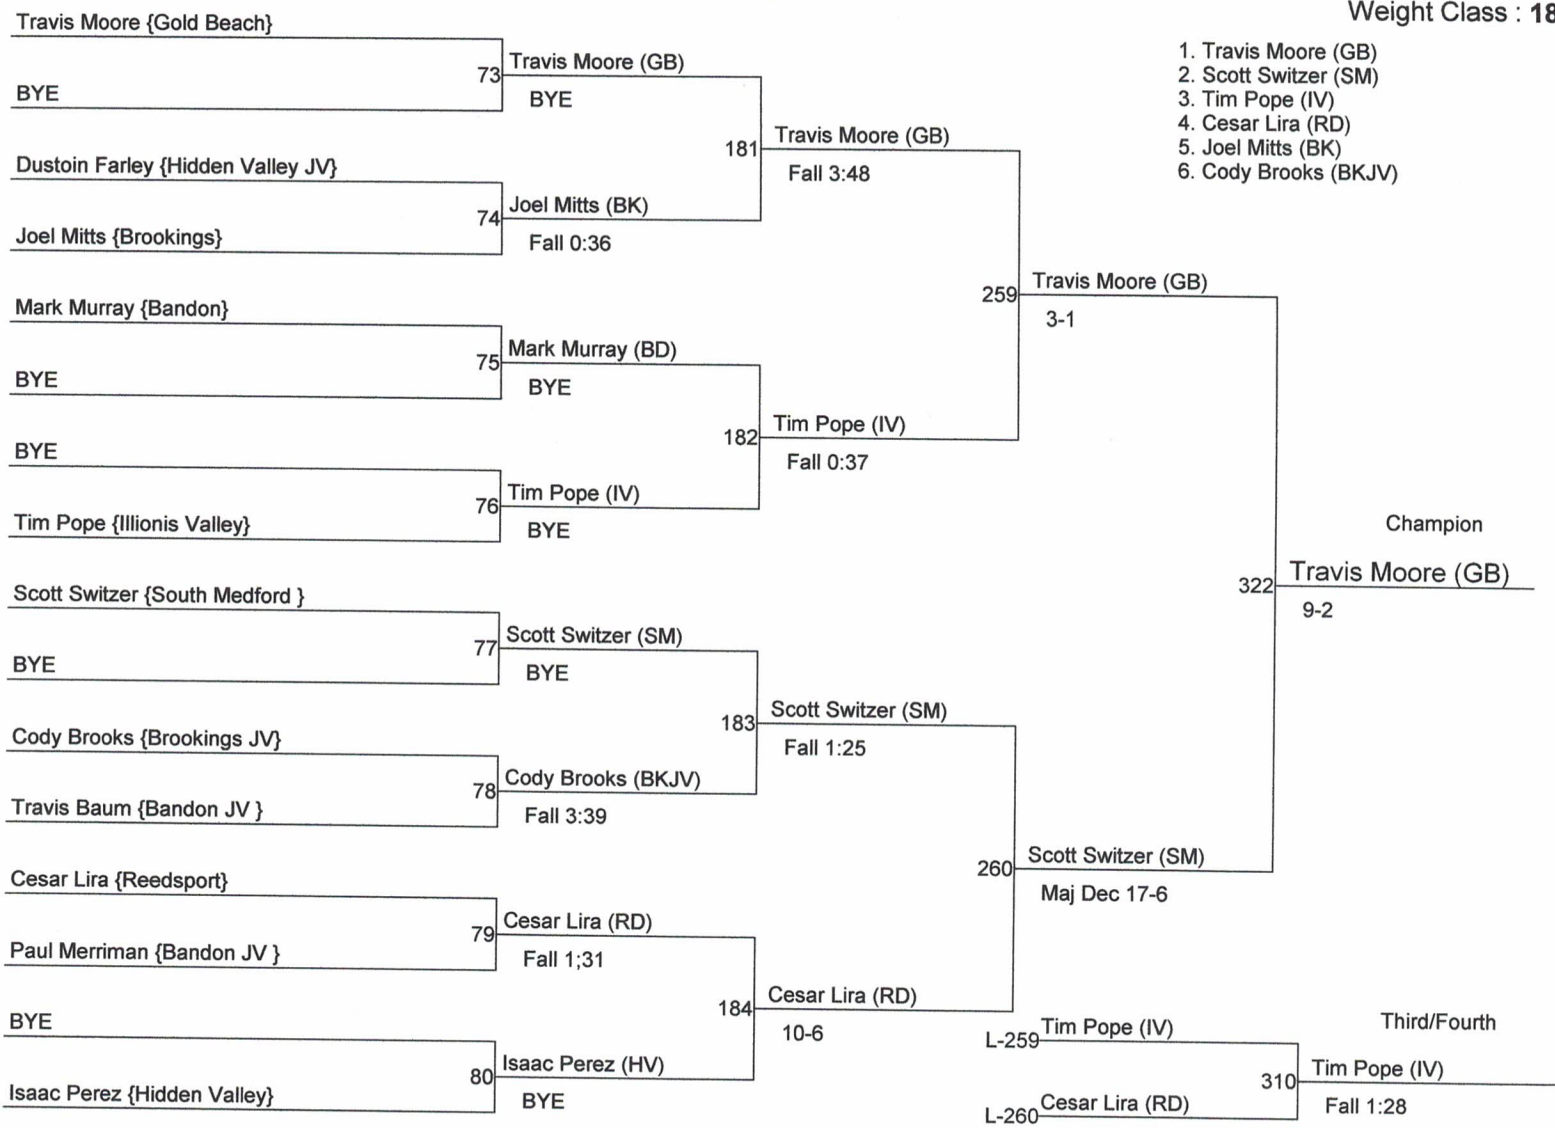 Weight Class : 18
1. Travis Moore (GB)
2. Scott Switzer (SM)
3. Tim Pope (IV)
4. Cesar Lira (RD)
5. Joel Mitts (BK)
6. Cody Brooks (BKJV)
Travis Moore {Gold Beach}
BYE
Dustoin Farley {Hidden Valley JV}
Joel Mitts {Brookings}
Mark Murray {Bandon}
BYE
BYE
Tim Pope {Illionis Valley}
Scott Switzer {South Medford }
BYE
Cody Brooks {Brookings JV}
Travis Baum {Bandon JV }
Cesar Lira {Reedsport}
Paul Merriman {Bandon JV }
BYE
Isaac Perez {Hidden Valley}
73 Travis Moore (GB)
BYE
74 Joel Mitts (BK)
Fall 0:36
75 Mark Murray (BD)
BYE
76 Tim Pope (IV)
BYE
77 Scott Switzer (SM)
BYE
78 Cody Brooks (BKJV)
Fall 3:39
79 Cesar Lira (RD)
Fall 1;31
80 Isaac Perez (HV)
BYE
181 Travis Moore (GB)
Fall 3:48
182 Tim Pope (IV)
Fall 0:37
183 Scott Switzer (SM)
Fall 1:25
184 Cesar Lira (RD)
10-6
259 Travis Moore (GB)
3-1
260 Scott Switzer (SM)
Maj Dec 17-6
Champion
322 Travis Moore (GB)
9-2
Third/Fourth
L-259 Tim Pope (IV)
L-260 Cesar Lira (RD)
310 Tim Pope (IV)
Fall 1:28